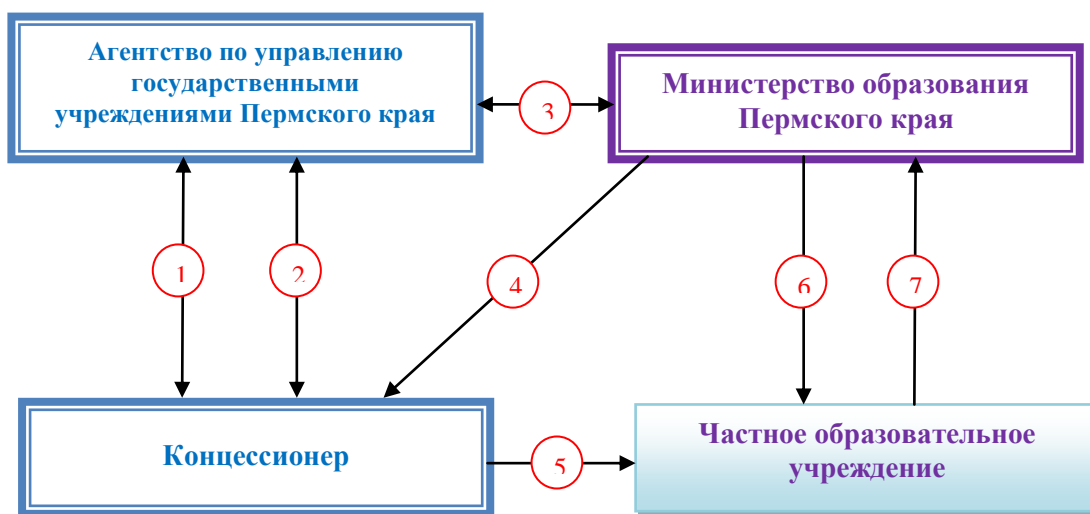 Агентство по управлению
государственными
учреждениями Пермского края
Министерство образования
Пермского края
3
1
2
4
6
7
Концессионер
5
Частное образовательное
учреждение